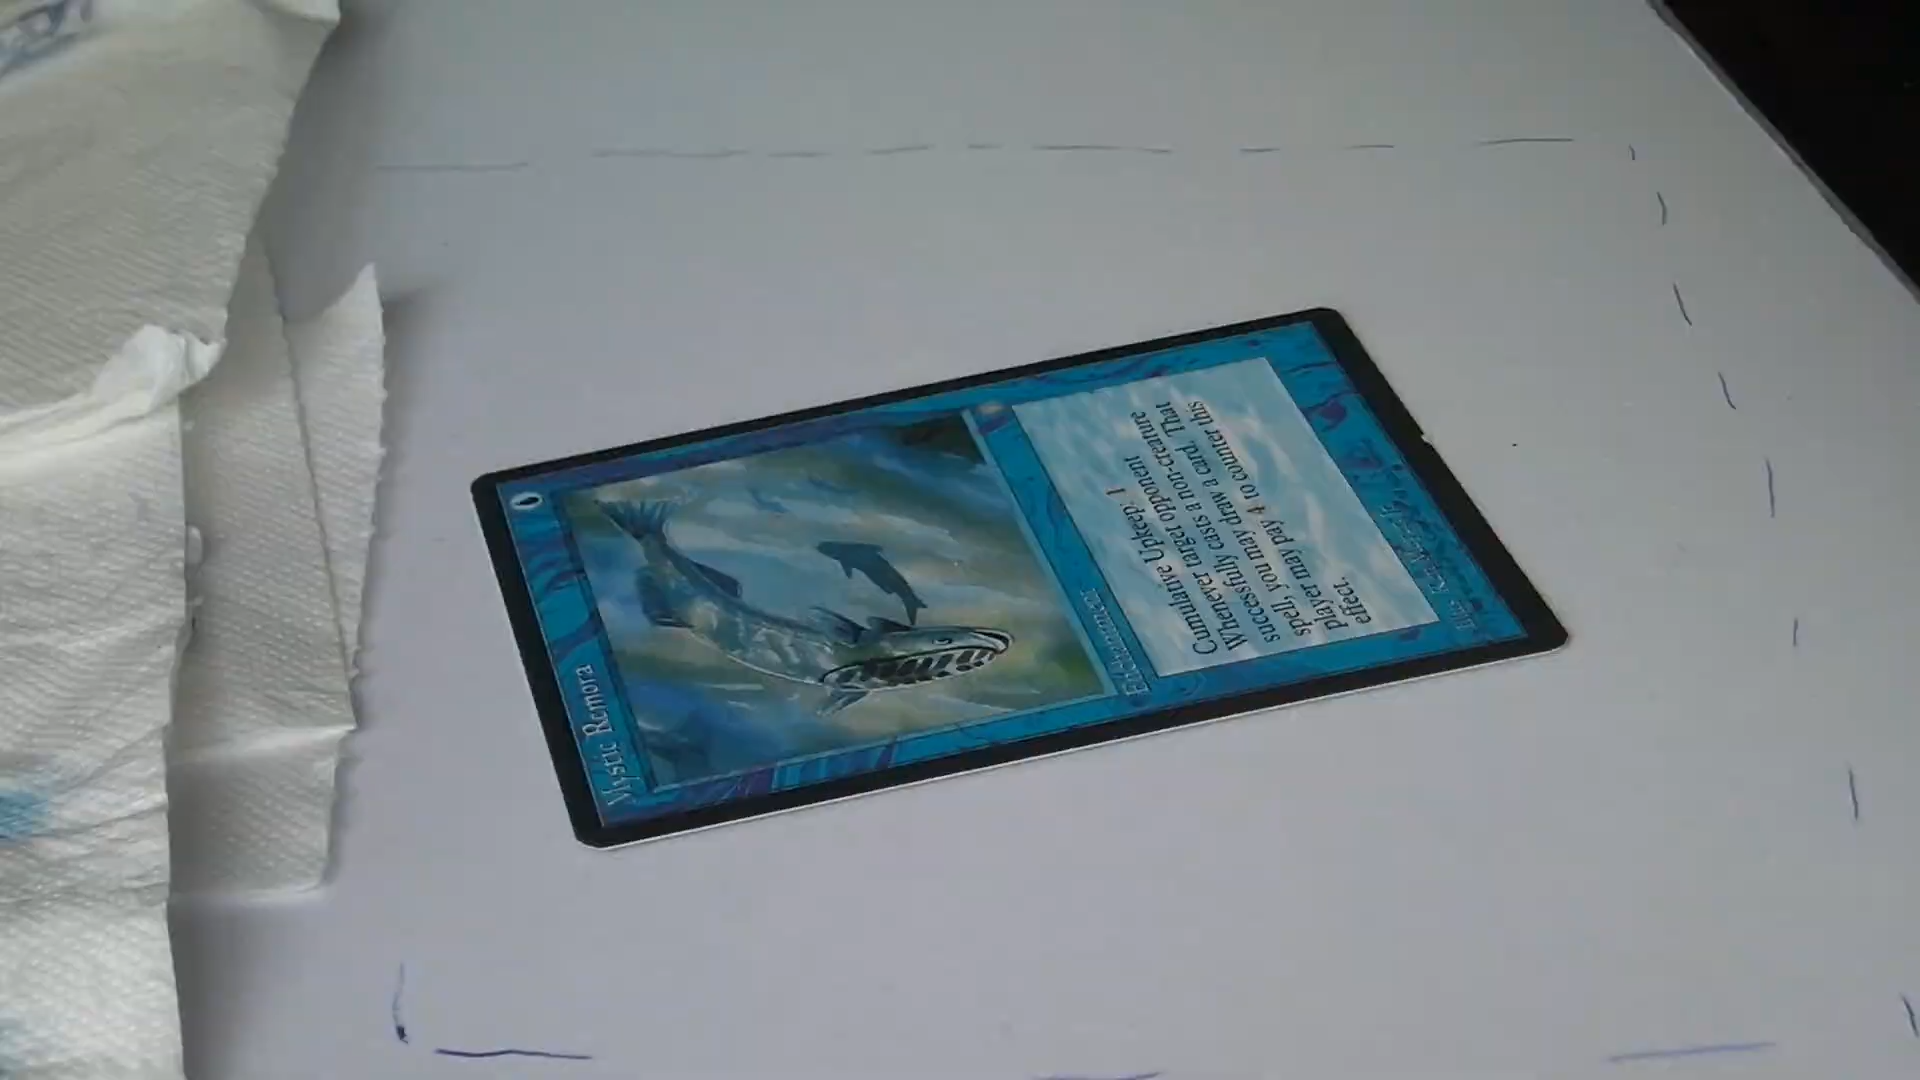 Mystic Remora
Enchantment
Cumulative Upkeep: 1
Whenever target opponent
successfully casts a non-creature
spell, you may draw a card. That
player may pay 4 to counter this
effect.